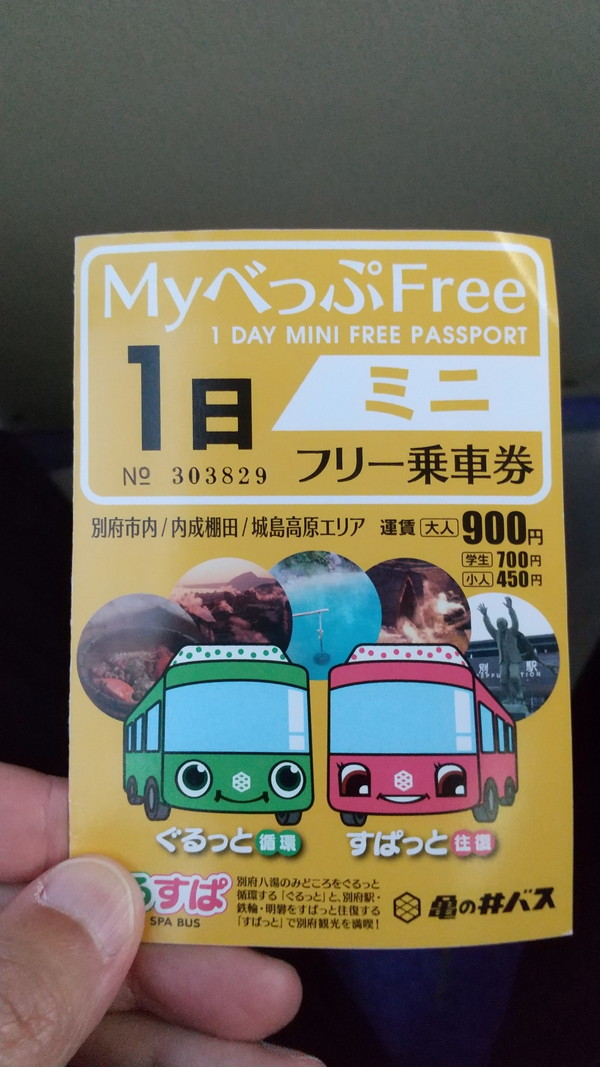 MyべっぷFree
1 DAY MINI FREE PASSPORT
1日
ミニ
フリー乗車券
№ 303829
別府市内/内成棚田/城島高原エリア 運賃 大人 900円
学生 700円
小人 450円
別 駅
ぐるっと 循環
すぱっと 往復
るすぱ
SPA BUS
別府八湯のみどころをぐるっと
循環する「ぐるっと」と、別府駅・
鉄輪・明礬をすぱっと往復する
「すぱっと」で別府観光を満喫!
亀の井バス